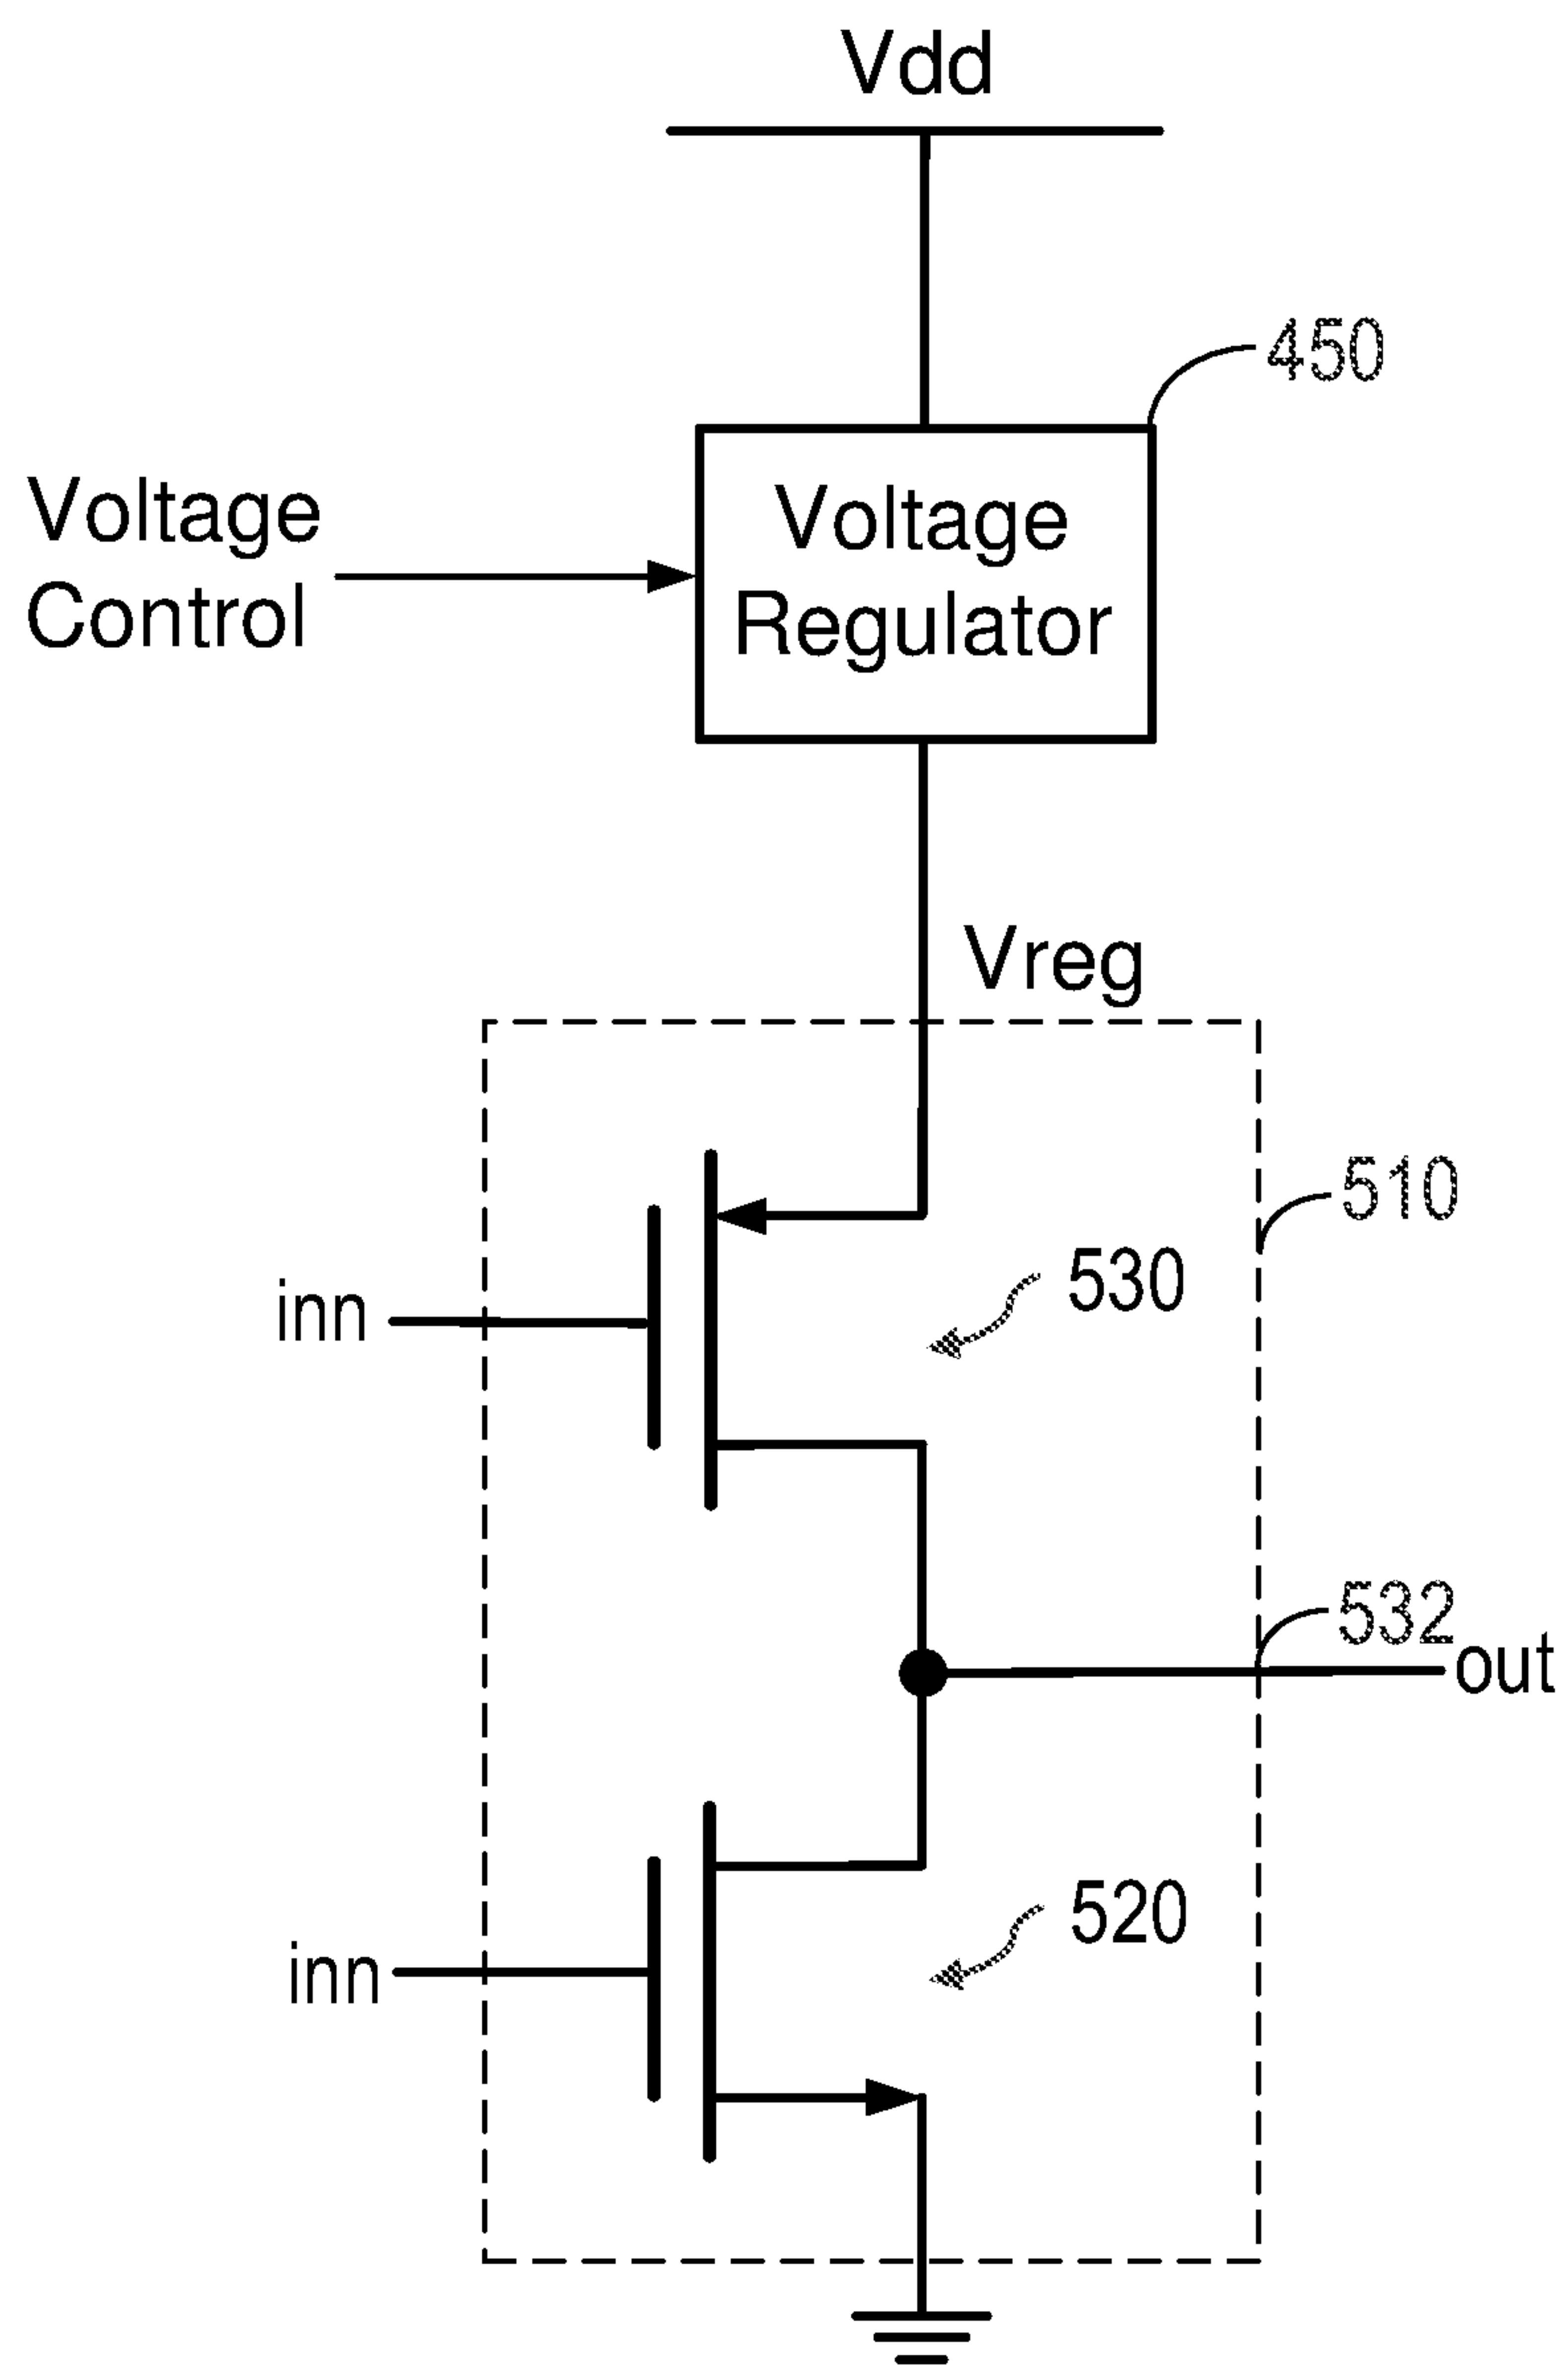 Vdd
450
Voltage
Control
Voltage
Regulator
Vreg
510
530
inn
532
out
520
inn